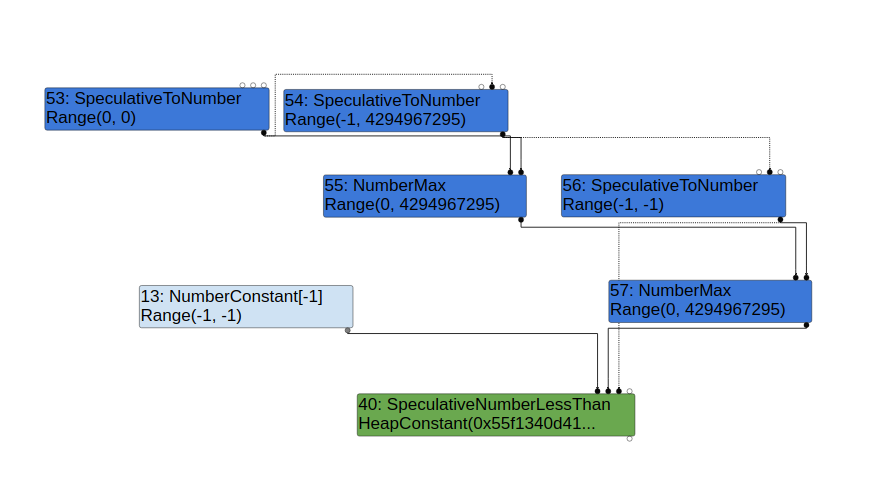 53: SpeculativeToNumber
Range(0, 0)
54: SpeculativeToNumber
Range(-1, 4294967295)
55: NumberMax
Range(0, 4294967295)
56: SpeculativeToNumber
Range(-1, -1)
13: NumberConstant[-1]
Range(-1, -1)
57: NumberMax
Range(0, 4294967295)
40: SpeculativeNumberLessThan
HeapConstant(0x55f1340d41...